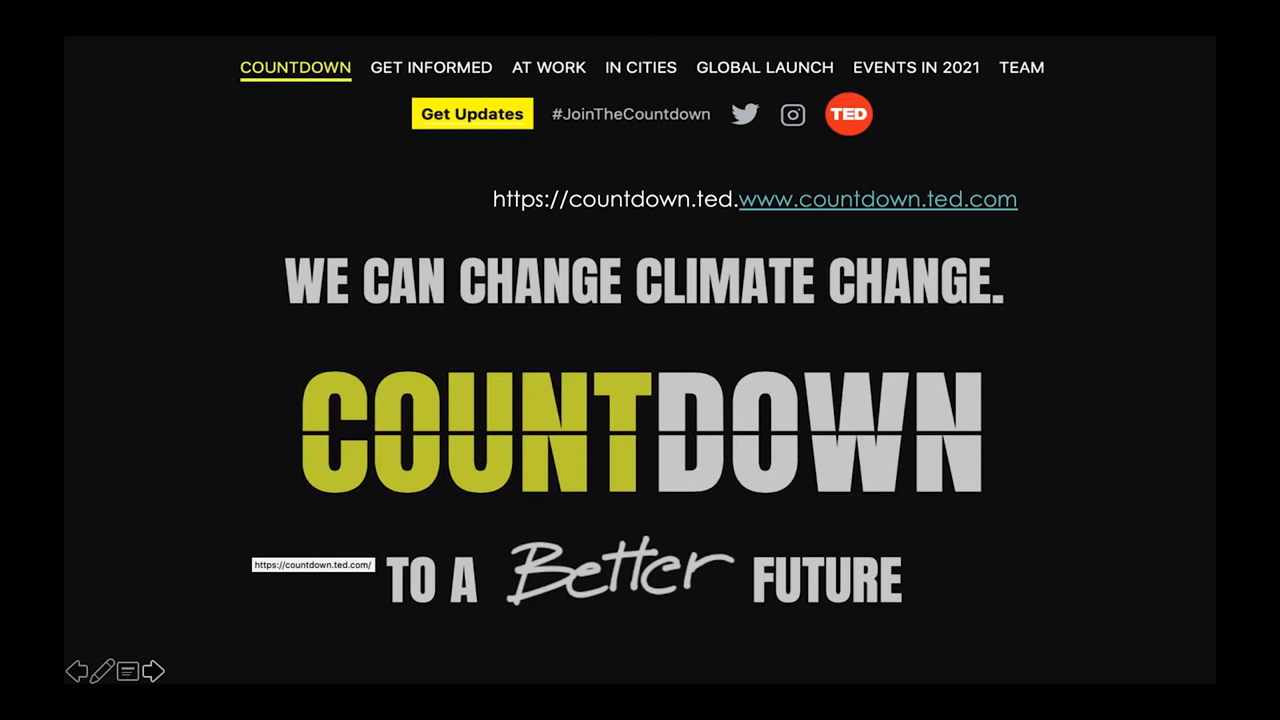 COUNTDOWN GET INFORMED AT WORK IN CITIES GLOBAL LAUNCH EVENTS IN 2021 TEAM
Get Updates #JoinTheCountdown TED
https://countdown.ted.www.countdown.ted.com
WE CAN CHANGE CLIMATE CHANGE.
COUNTDOWN
https://countdown.ted.com/ TO A Better FUTURE